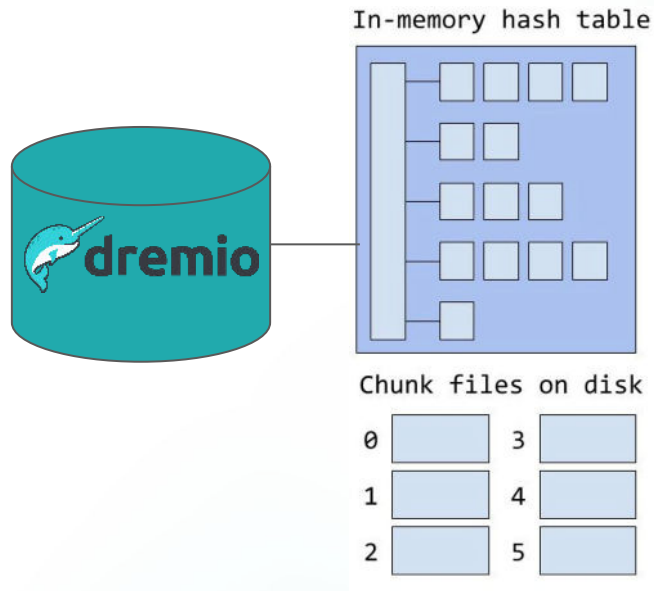 In-memory hash table
dremio
Chunk files on disk
0 3
1 4
2 5